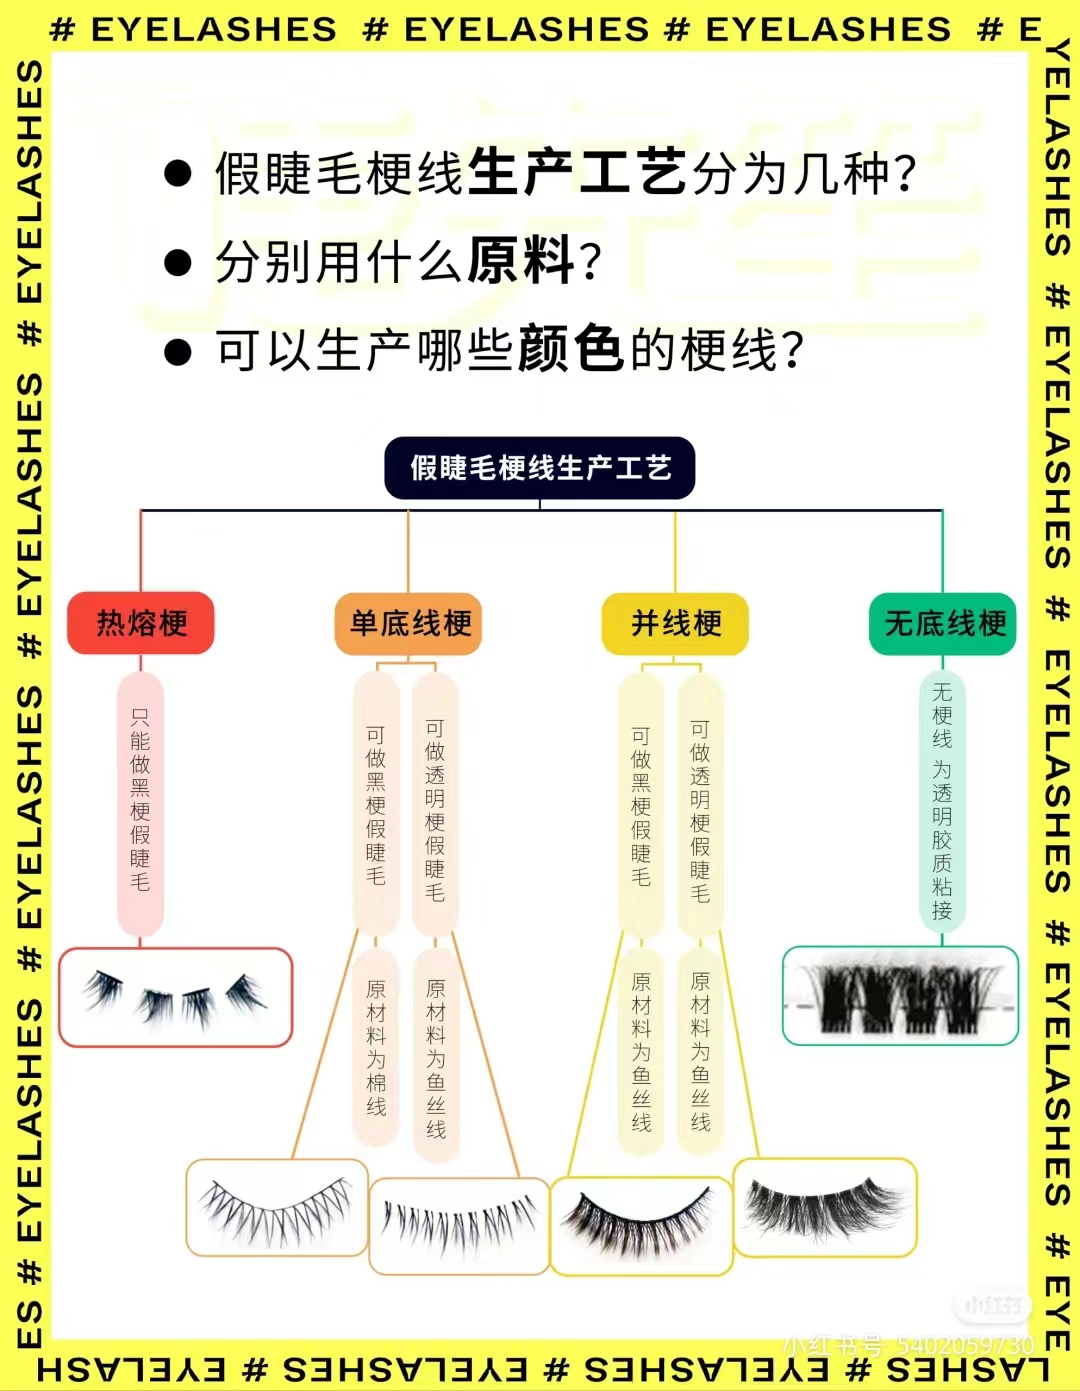 # EYELASHES # EYELASHES # EYELASHES # E
YELASHES # EYELASHES # EYELASHES # EYELASHES # EYE
LASHES # EYELASHES # EYELASHES # EYELASH
ES # EYELASHES # EYELASHES # EYELASHES # EYELASHES
● 假睫毛梗线生产工艺分为几种？
● 分别用什么原料？
● 可以生产哪些颜色的梗线？
假睫毛梗线生产工艺
热熔梗
单底线梗
并线梗
无底线梗
只能做黑梗假睫毛
可做黑梗假睫毛
可做透明梗假睫毛
可做黑梗假睫毛
可做透明梗假睫毛
无梗线 为透明胶质粘接
原材料为棉线
原材料为鱼丝线
原材料为鱼丝线
原材料为鱼丝线
小红书
小红书号 5402059730